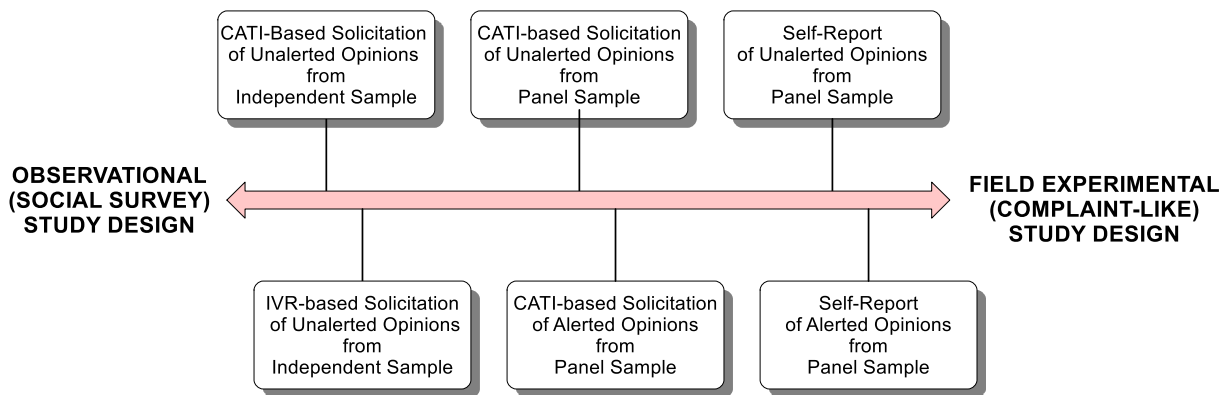 CATI-Based Solicitation
of Unalerted Opinions
from
Independent Sample
CATI-based Solicitation
of Unalerted Opinions
from
Panel Sample
Self-Report
of Unalerted Opinions
from
Panel Sample
OBSERVATIONAL
(SOCIAL SURVEY)
STUDY DESIGN
FIELD EXPERIMENTAL
(COMPLAINT-LIKE)
STUDY DESIGN
IVR-based Solicitation
of Unalerted Opinions
from
Independent Sample
CATI-based Solicitation
of Alerted Opinions
from
Panel Sample
Self-Report
of Alerted Opinions
from
Panel Sample